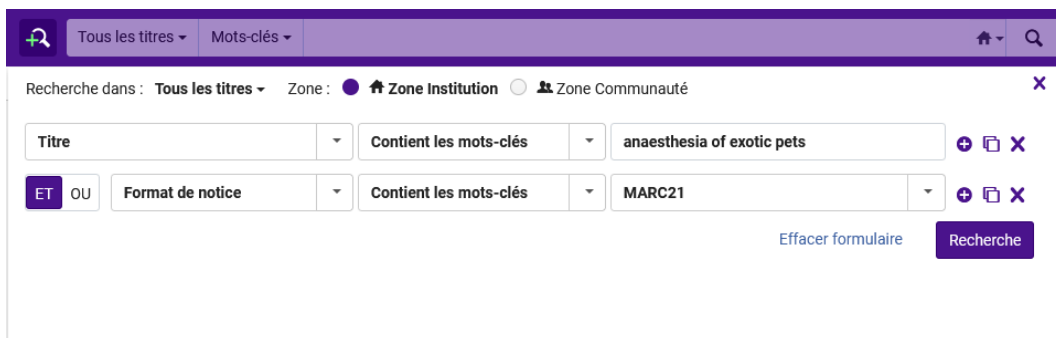 Tous les titres Mots-clés
Recherche dans : Tous les titres Zone : Zone Institution Zone Communauté
Titre Contient les mots-clés anaesthesia of exotic pets
ET OU Format de notice Contient les mots-clés MARC21
Effacer formulaire Recherche